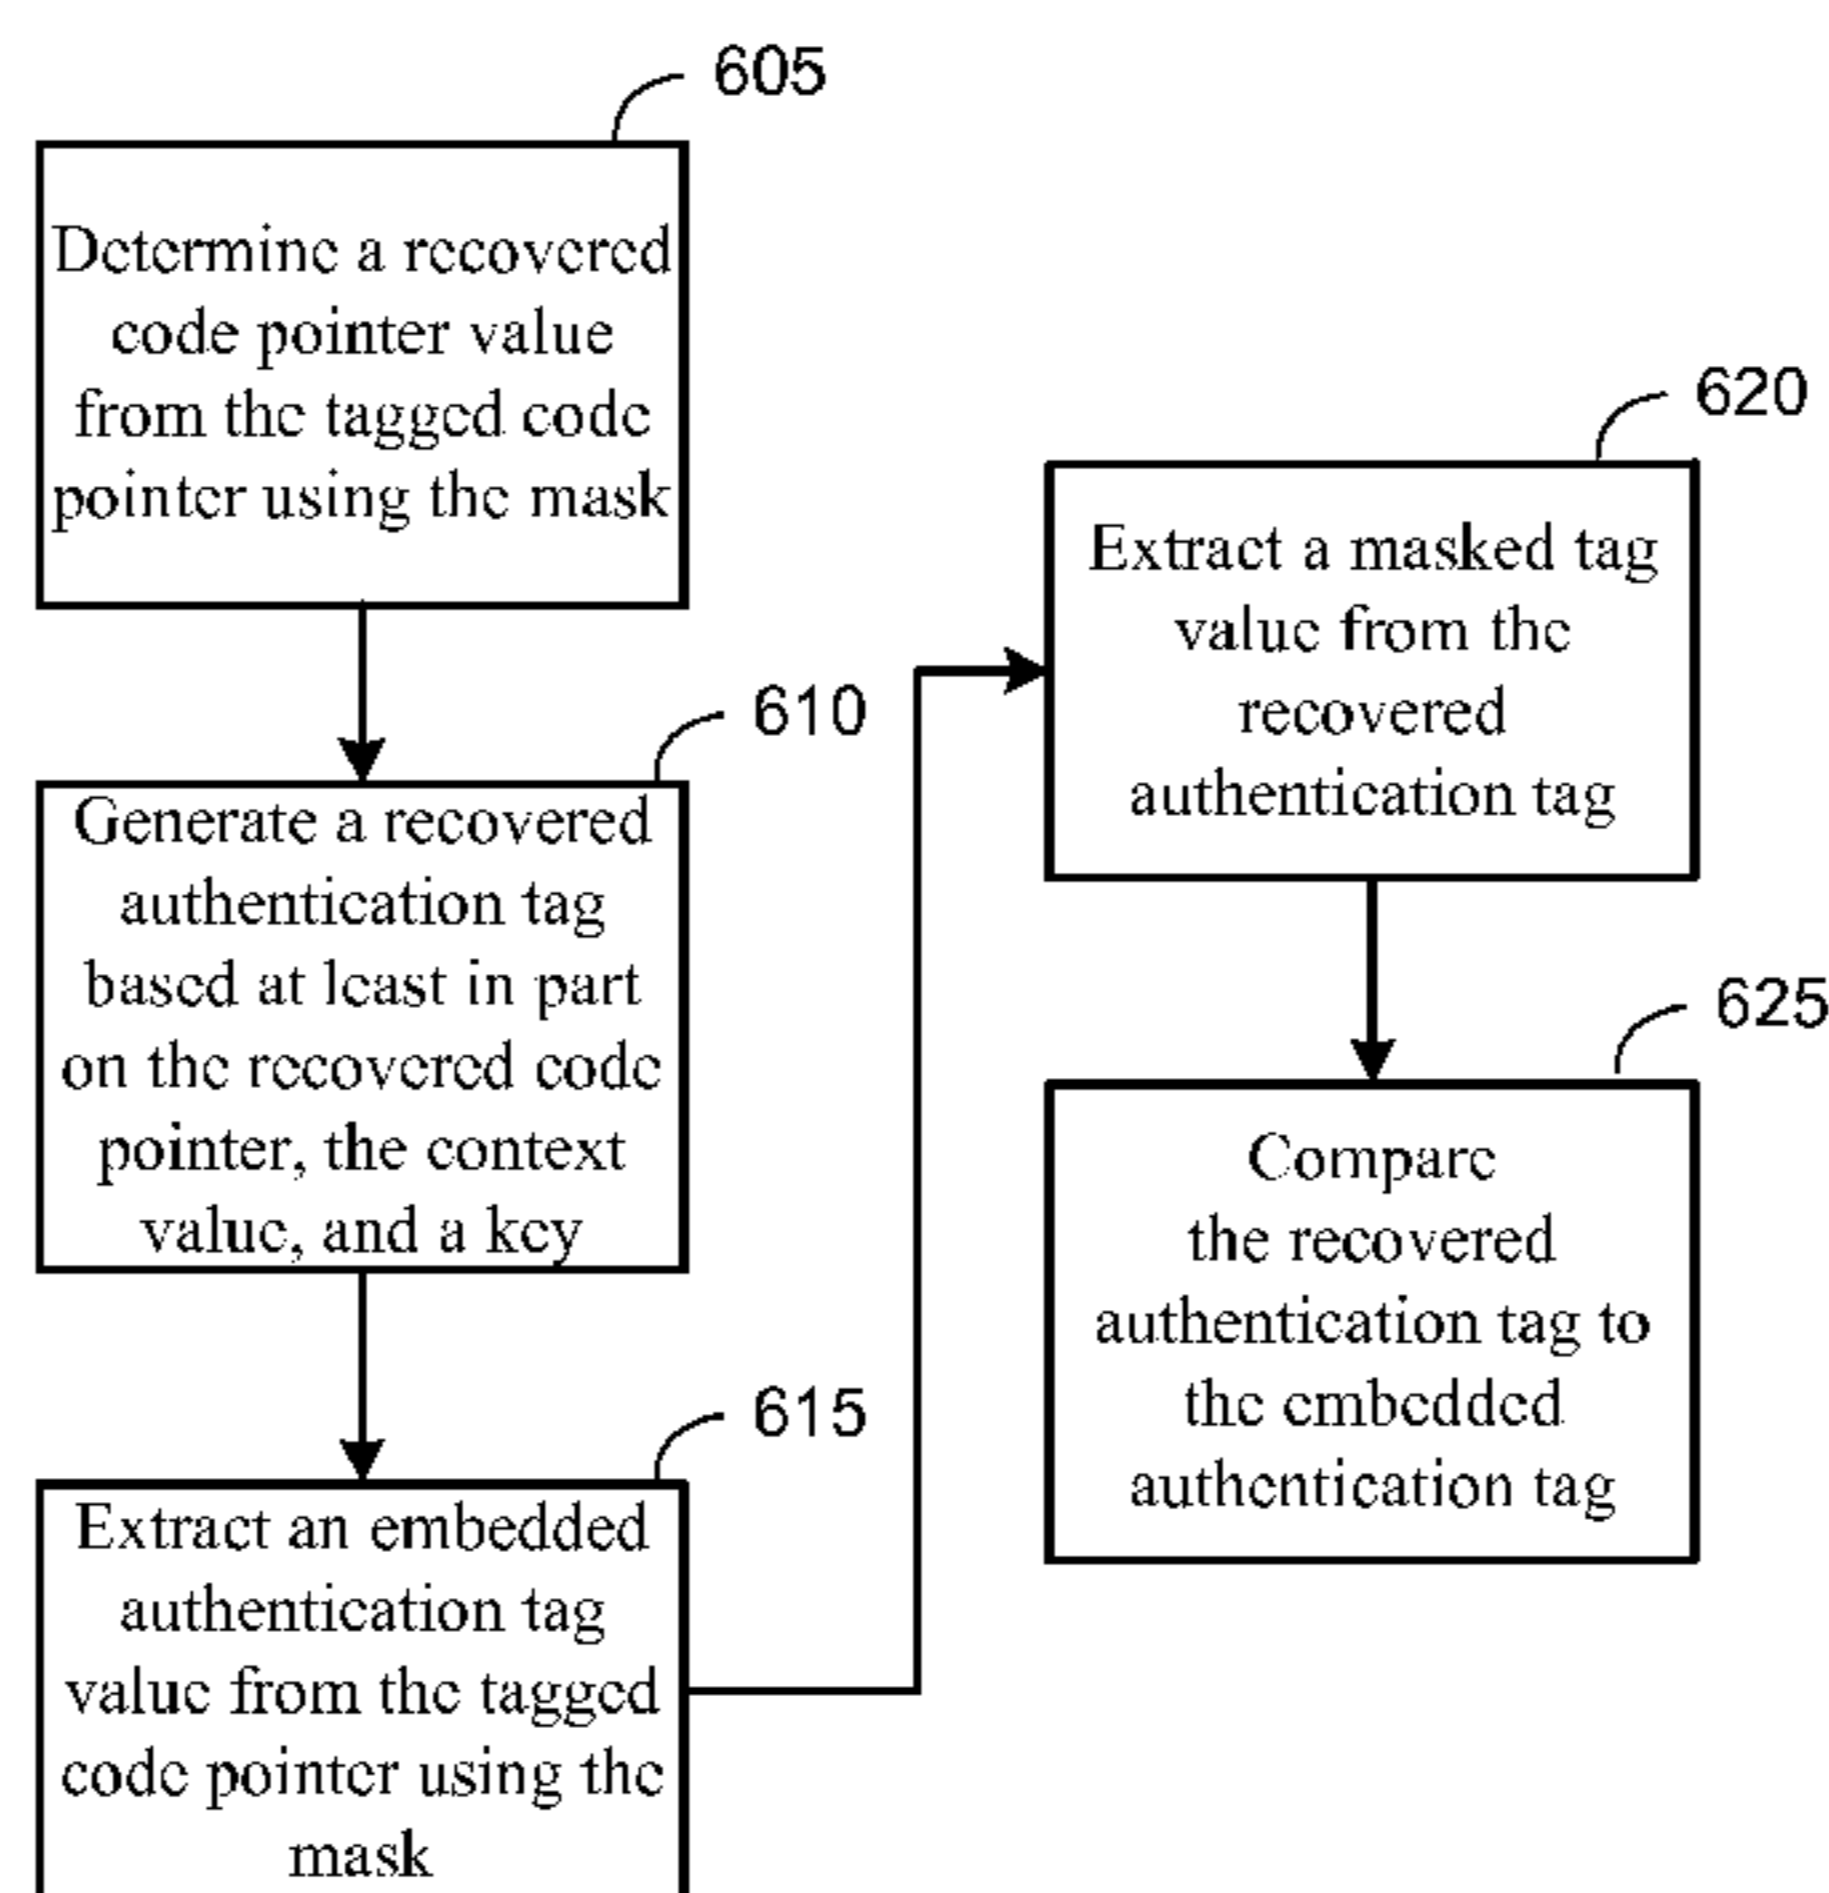 605
Determine a recovered
code pointer value
from the tagged code
pointer using the mask
610
Generate a recovered
authentication tag
based at least in part
on the recovered code
pointer, the context
value, and a key
615
Extract an embedded
authentication tag
value from the tagged
code pointer using the
mask
620
Extract a masked tag
value from the
recovered
authentication tag
625
Compare
the recovered
authentication tag to
the embedded
authentication tag